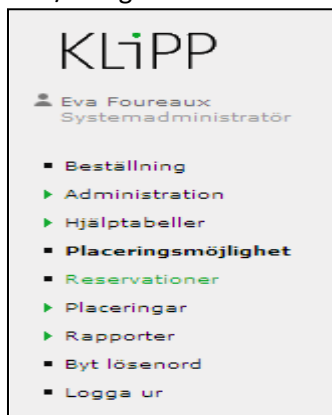 KLiPP
Eva Foureaux
Systemadministratör
Beställning
Administration
Hjälptabeller
Placeringsmöjlighet
Reservationer
Placeringar
Rapporter
Byt lösenord
Logga ur